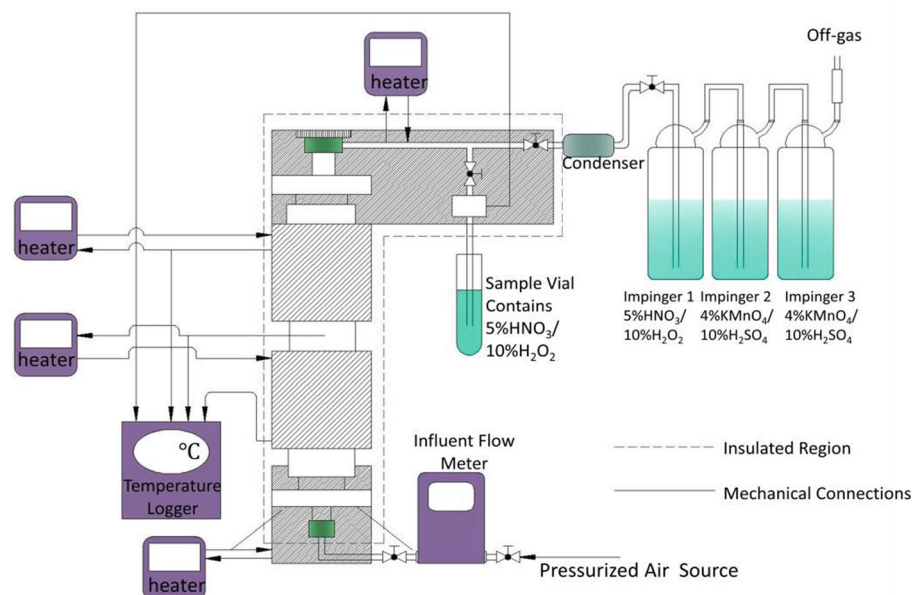 Off-gas
heater
Condenser
heater
Sample Vial
Contains
5%HNO₃/
10%H₂O₂
Impinger 1
5%HNO₃/
10%H₂O₂
Impinger 2
4%KMnO₄/
10%H₂SO₄
Impinger 3
4%KMnO₄/
10%H₂SO₄
heater
°C
Temperature
Logger
Influent Flow
Meter
Insulated Region
Mechanical Connections
heater
Pressurized Air Source